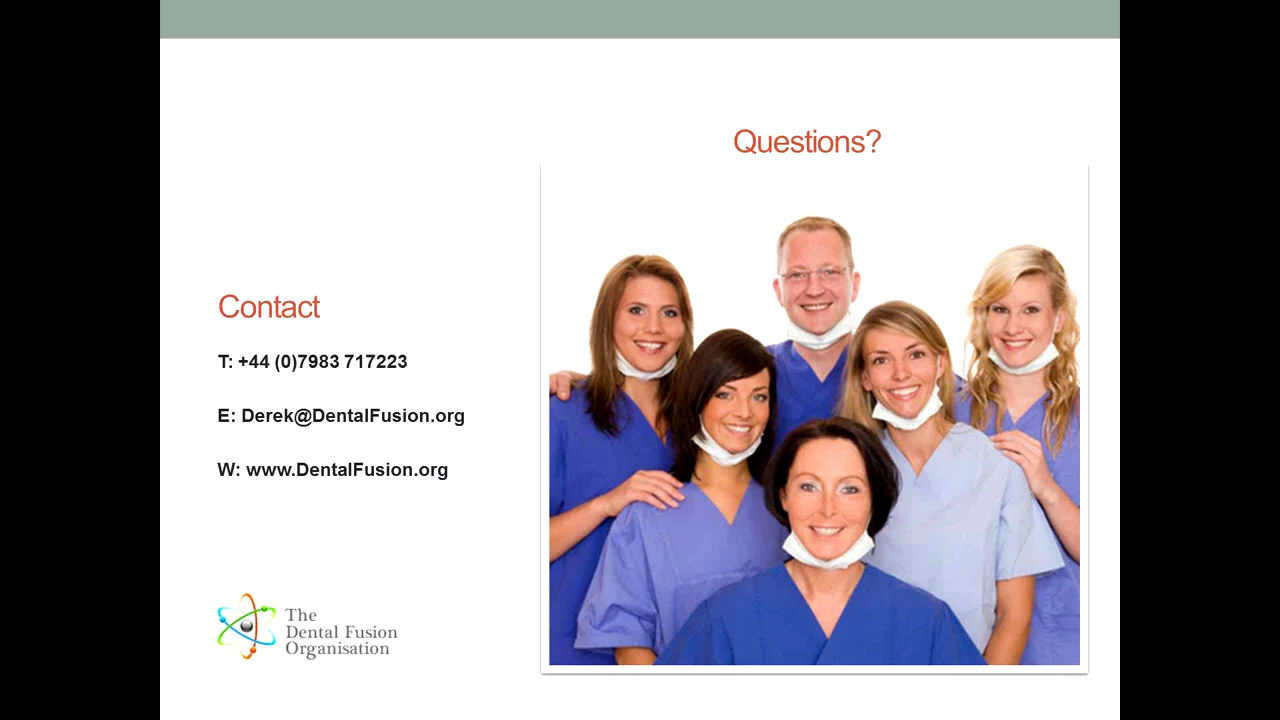 Questions?
Contact
T: +44 (0)7983 717223
E: Derek@DentalFusion.org
W: www.DentalFusion.org
The
Dental Fusion
Organisation